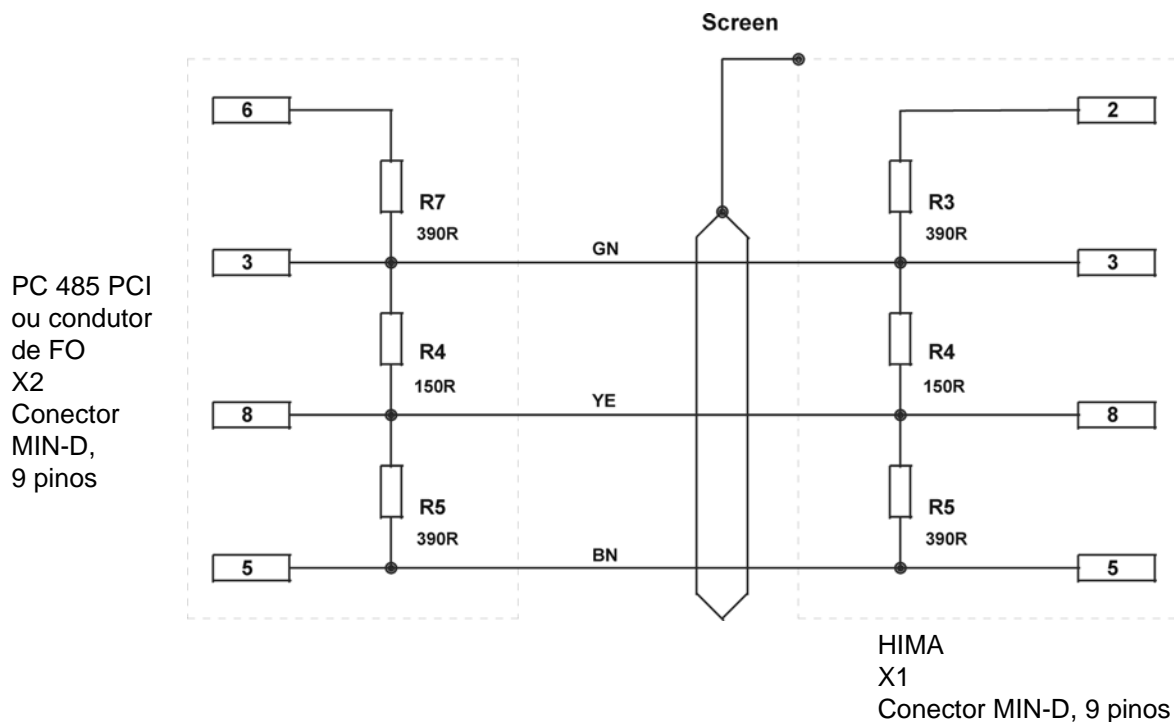 Screen
6
2
R7
390R
R3
390R
3
GN
3
PC 485 PCI
ou condutor
de FO
X2
Conector
MIN-D,
9 pinos
R4
150R
R4
150R
8
YE
8
R5
390R
R5
390R
5
BN
5
HIMA
X1
Conector MIN-D, 9 pinos